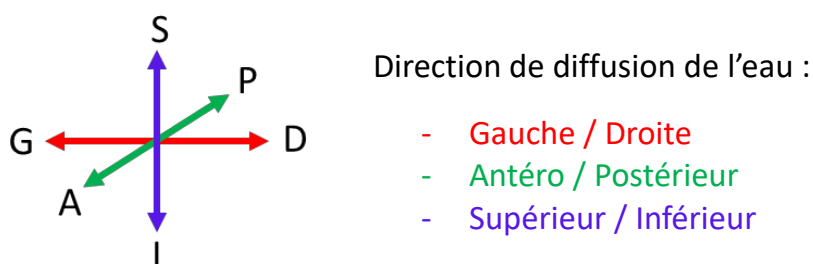 S
P
G
D
A
I
Direction de diffusion de l’eau :
- Gauche / Droite
- Antéro / Postérieur
- Supérieur / Inférieur